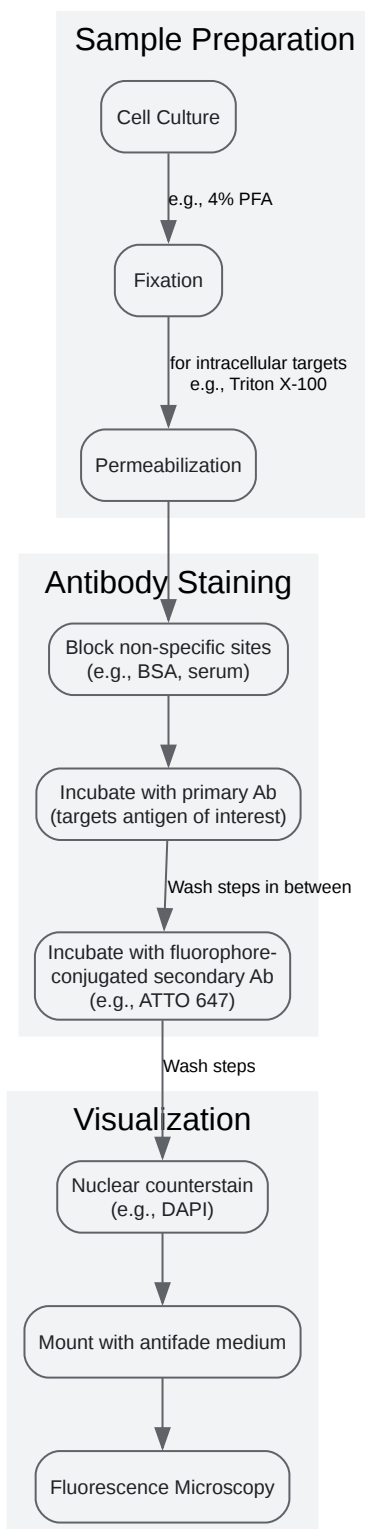 Sample Preparation
Cell Culture
e.g., 4% PFA
Fixation
for intracellular targets
e.g., Triton X-100
Permeabilization
Antibody Staining
Block non-specific sites
(e.g., BSA, serum)
Incubate with primary Ab
(targets antigen of interest)
Wash steps in between
Incubate with fluorophore-
conjugated secondary Ab
(e.g., ATTO 647)
Wash steps
Visualization
Nuclear counterstain
(e.g., DAPI)
Mount with antifade medium
Fluorescence Microscopy